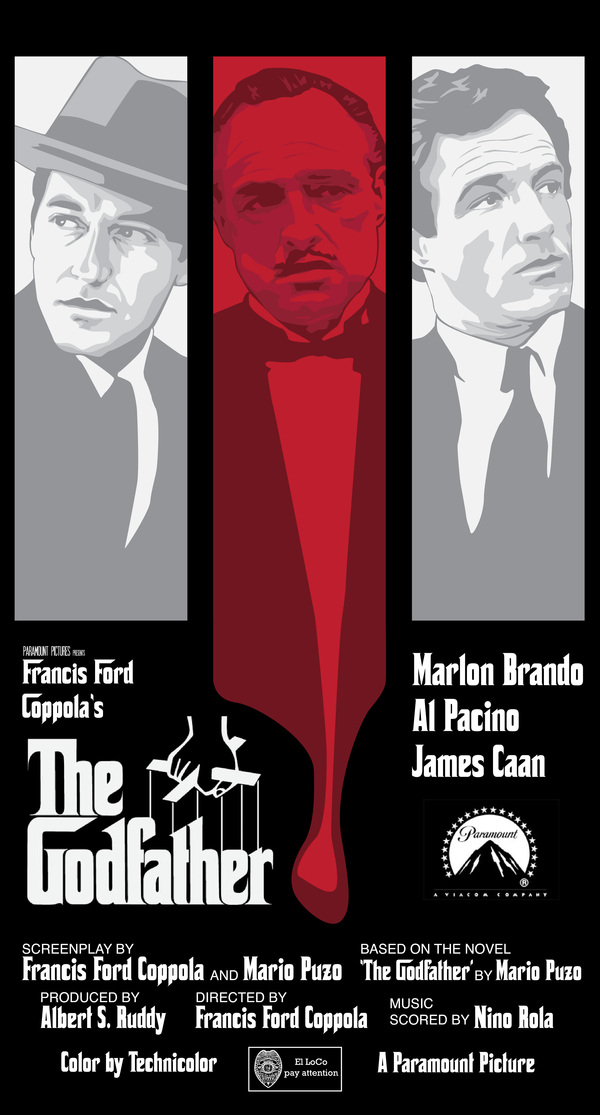 PARAMOUNT PICTURES PRESENTS
Francis Ford
Coppola's
The
Godfather
Marlon Brando
Al Pacino
James Caan
Paramount
®
A VIACOM COMPANY
SCREENPLAY BY
Francis Ford Coppola AND Mario Puzo
BASED ON THE NOVEL
'The Godfather' BY Mario Puzo
PRODUCED BY
Albert S. Ruddy
DIRECTED BY
Francis Ford Coppola
MUSIC
SCORED BY Nino Rola
Color by Technicolor
El LoCo
pay attention
A Paramount Picture